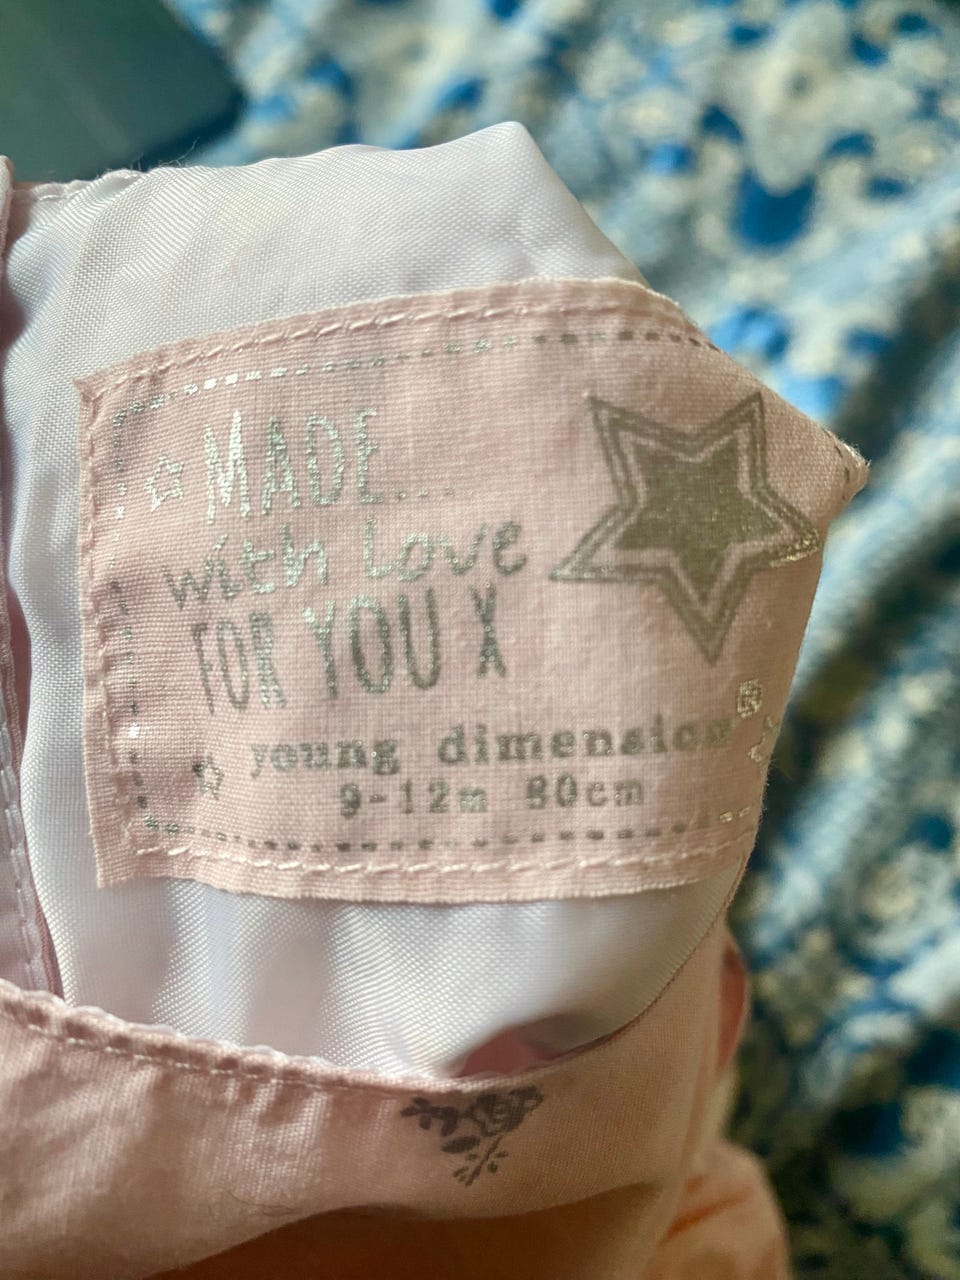 MADE....
with love
FOR YOU X
young dimension®
9-12m 80cm